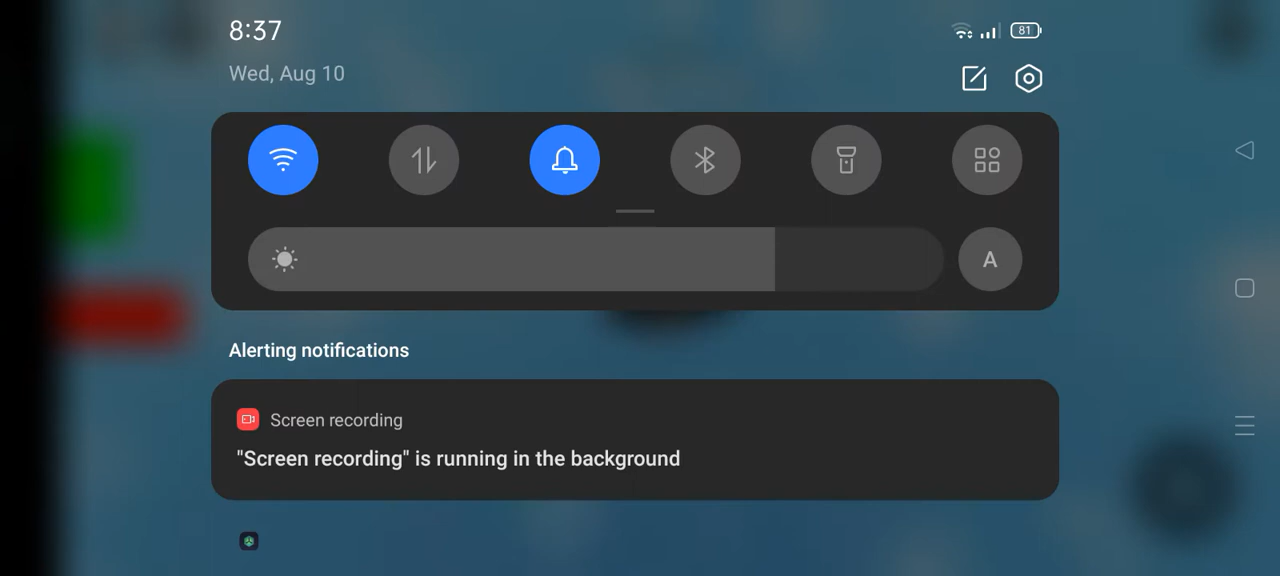 8:37
81
Wed, Aug 10
A
Alerting notifications
Screen recording
"Screen recording" is running in the background